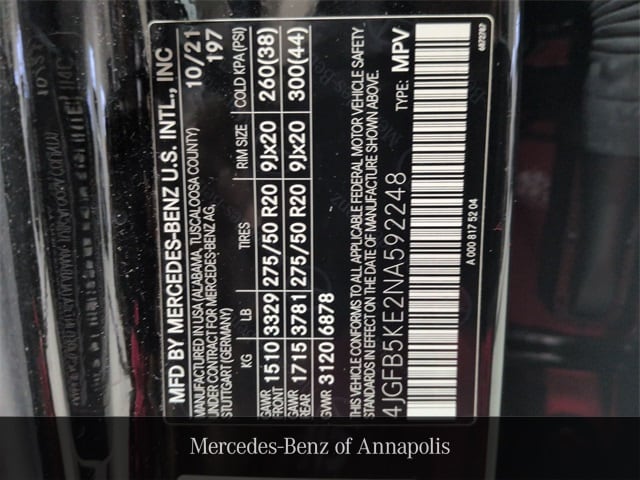 MFD BY MERCEDES-BENZ U.S. INTL., INC
MANUFACTURED IN USA (ALABAMA, TUSCALOOSA COUNTY) 10/21
UNDER CONTRACT FOR MERCEDES-BENZ AG, 197
STUTTGART (GERMANY)
KG LB TIRES RIM SIZE COLD KPA (PSI)
GAWR FRONT 1510 3329 275/50 R20 9Jx20 260(38)
GAWR REAR 1715 3781 275/50 R20 9Jx20 300(44)
GVWR 3120 6878
THIS VEHICLE CONFORMS TO ALL APPLICABLE FEDERAL MOTOR VEHICLE SAFETY
STANDARDS IN EFFECT ON THE DATE OF MANUFACTURE SHOWN ABOVE.
4JGFB5KE2NA592248 TYPE: MPV
A 000 817 52 04
Mercedes-Benz of Annapolis